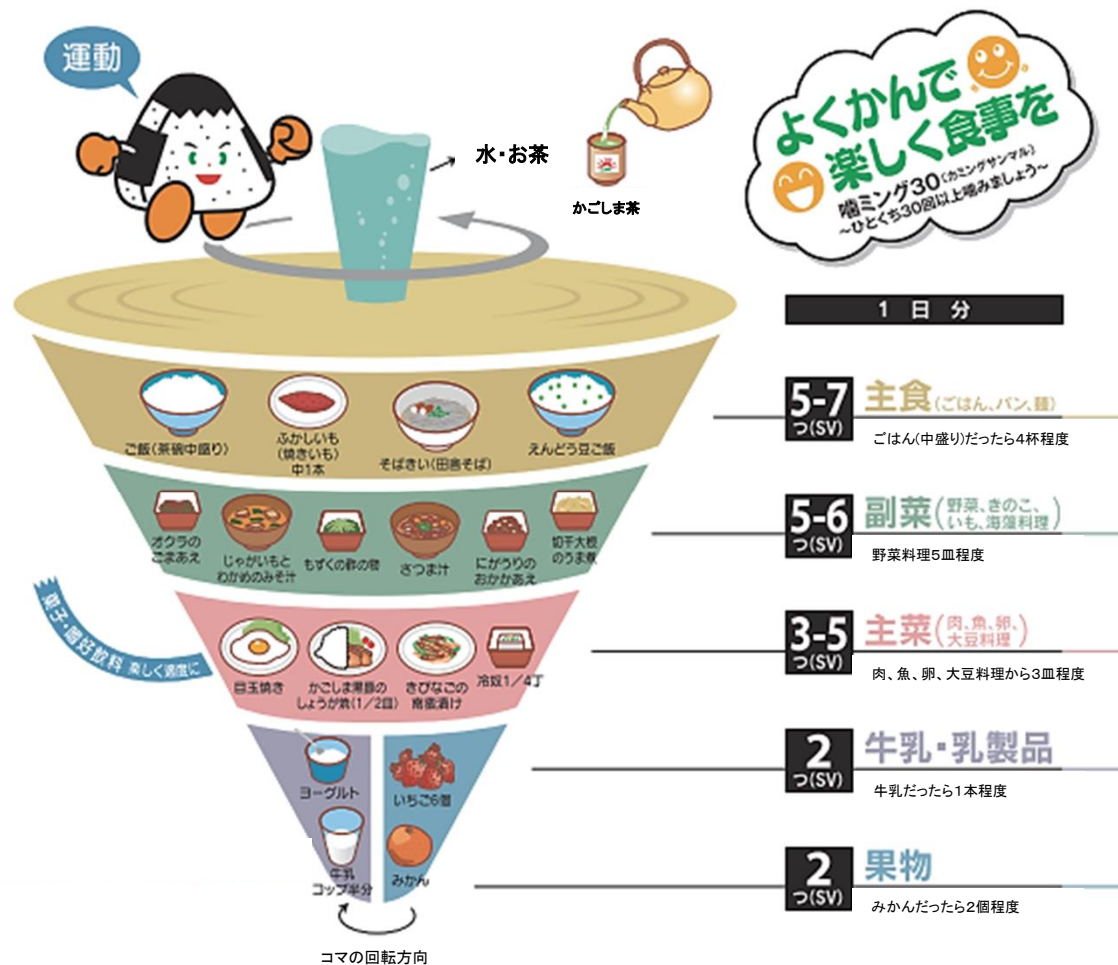 運動
水・お茶
かごしま茶
よくかんで
楽しく食事を
噛ミング30(カミングサンマル)
~ひとくち30回以上噛みましょう~
1日分
ご飯(茶碗中盛り)
ふかしいも
(焼きいも)
中1本
そばきい(田舎そば)
えんどう豆ご飯
5-7
つ(SV)
主食(ごはん、パン、麺)
ごはん(中盛り)だったら4杯程度
オクラの
ごまあえ
じゃがいもと
わかめのみそ汁
もずくの酢の物
さつま汁
にがうりの
おかかあえ
切干大根
のうま煮
5-6
つ(SV)
副菜(野菜、きのこ、
いも、海藻料理)
野菜料理5皿程度
菓子・嗜好飲料 楽しく適度に
目玉焼き
かごしま黒豚の
しょうが焼(1/2皿)
きびなごの
南蛮漬け
冷奴1/4丁
3-5
つ(SV)
主菜(肉、魚、卵、
大豆料理)
肉、魚、卵、大豆料理から3皿程度
ヨーグルト
牛乳
コップ半分
2
つ(SV)
牛乳・乳製品
牛乳だったら1本程度
いちご6個
みかん
2
つ(SV)
果物
みかんだったら2個程度
コマの回転方向